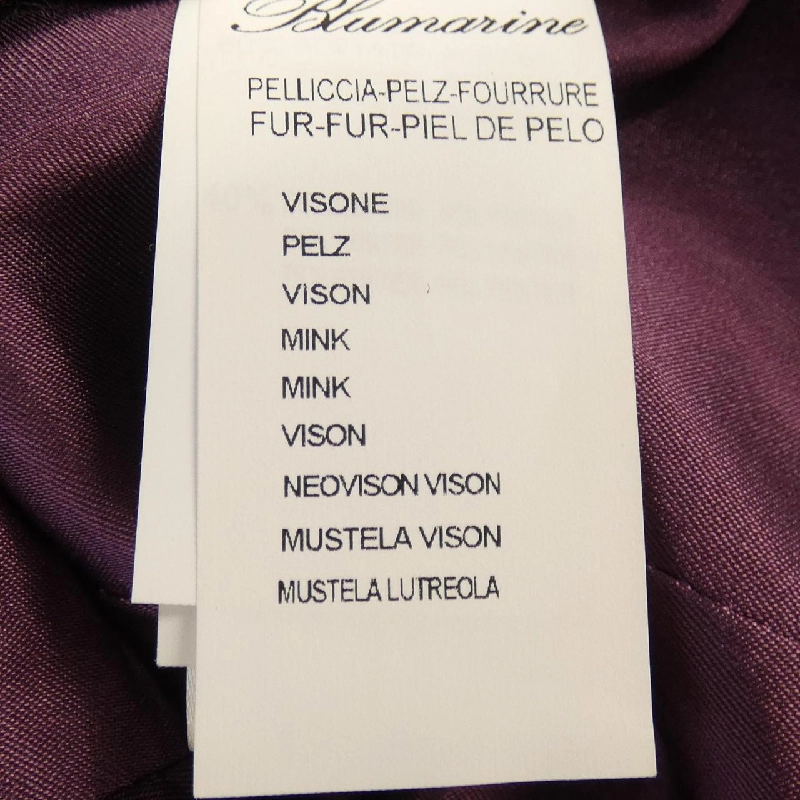 Blumarine
PELLICCIA-PELZ-FOURRURE
FUR-FUR-PIEL DE PELO
VISONE
PELZ
VISON
MINK
MINK
VISON
NEOVISON VISON
MUSTELA VISON
MUSTELA LUTREOLA